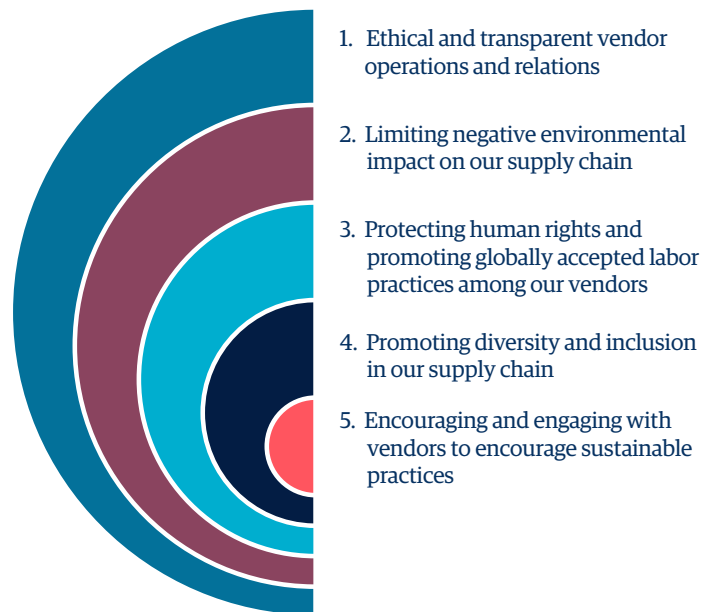 1. Ethical and transparent vendor
operations and relations
2. Limiting negative environmental
impact on our supply chain
3. Protecting human rights and
promoting globally accepted labor
practices among our vendors
4. Promoting diversity and inclusion
in our supply chain
5. Encouraging and engaging with
vendors to encourage sustainable
practices